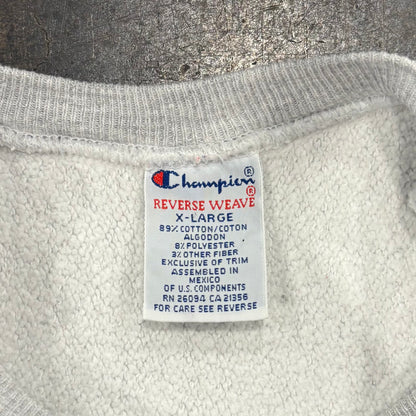 Champion®
REVERSE WEAVE®
X-LARGE
89% COTTON/COTON
ALGODON
8% POLYESTER
3% OTHER FIBER
EXCLUSIVE OF TRIM
ASSEMBLED IN
MEXICO
OF U.S. COMPONENTS
RN 26094 CA 21356
FOR CARE SEE REVERSE